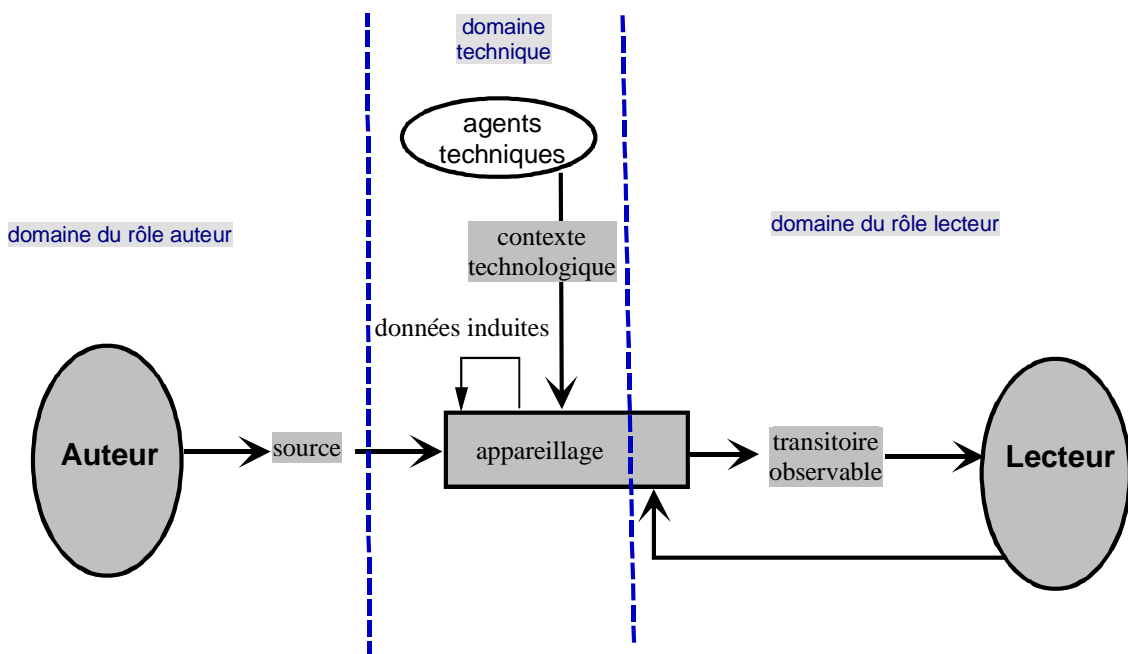 domaine
technique
agents
techniques
domaine du rôle auteur
domaine du rôle lecteur
contexte
technologique
données induites
Auteur
source
appareillage
transitoire
observable
Lecteur